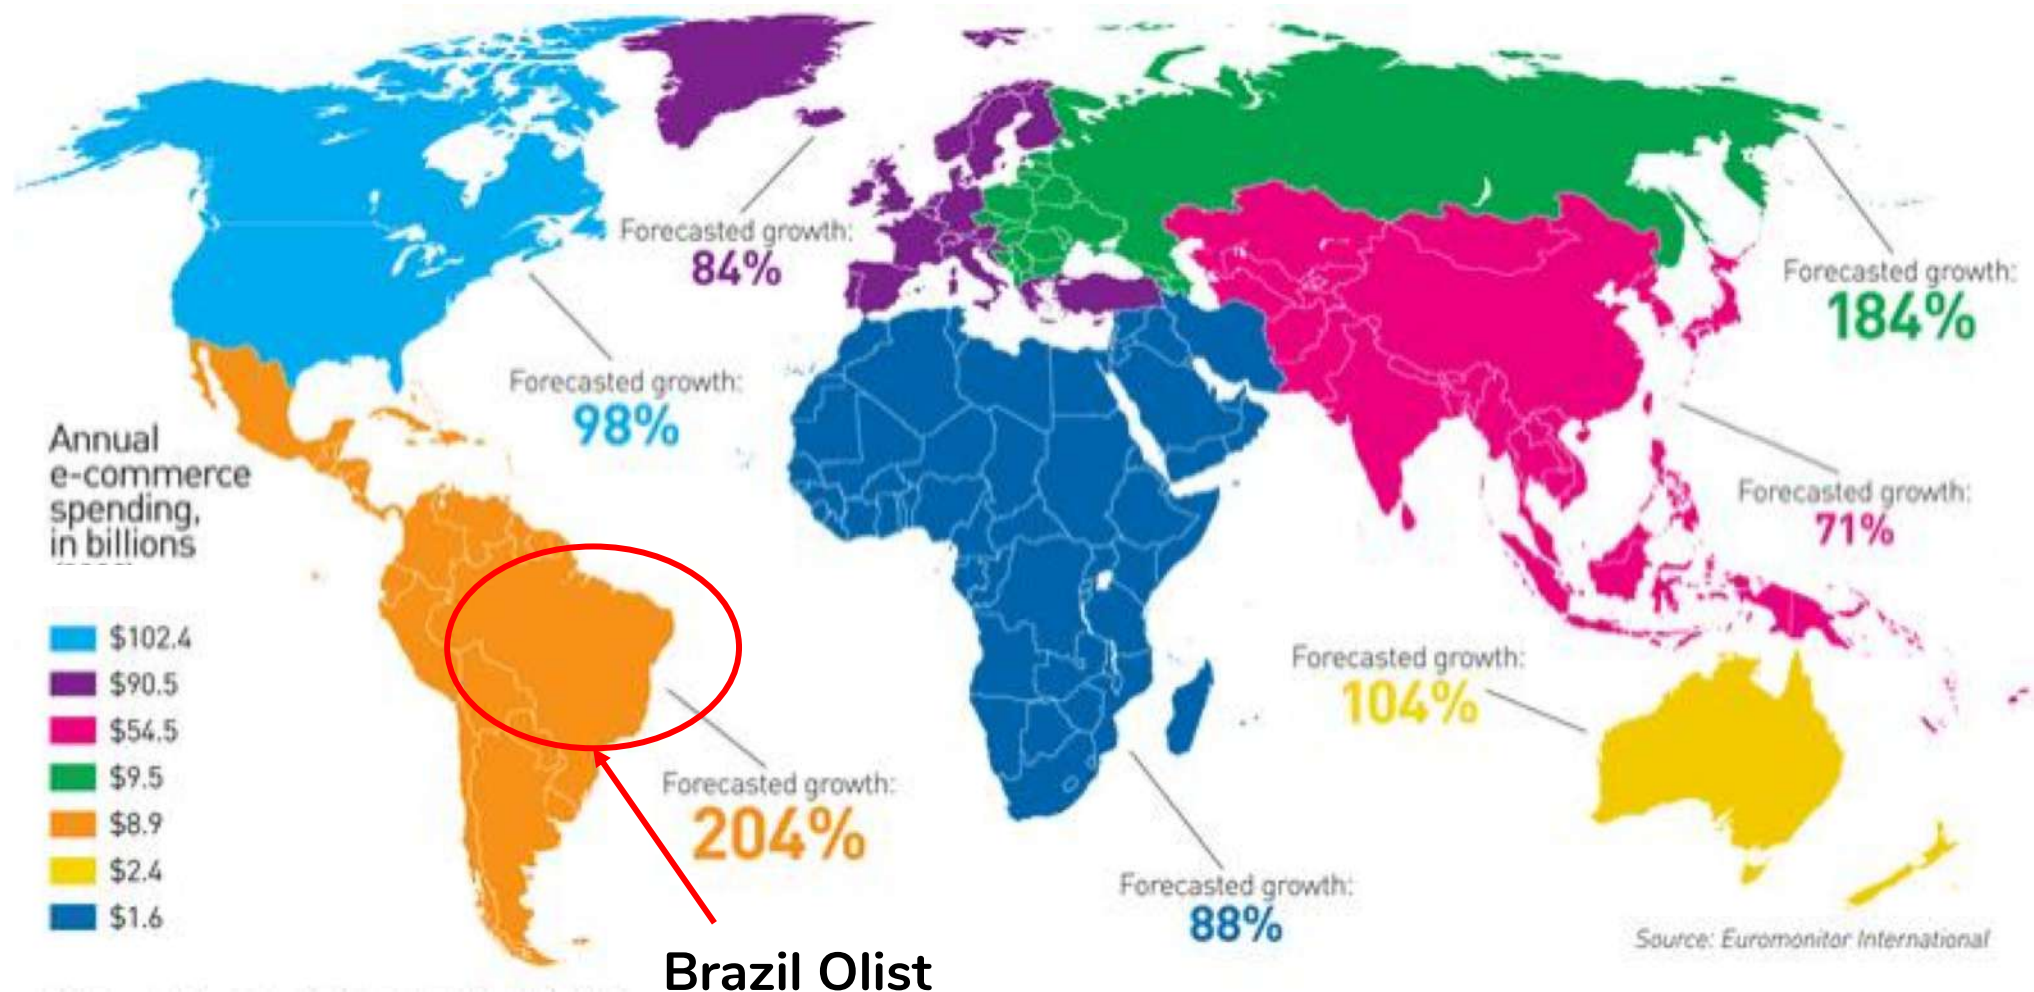 Forecasted growth:
84%
Forecasted growth:
184%
Forecasted growth:
98%
Annual
e-commerce
spending,
in billions
Forecasted growth:
71%
$102.4
$90.5
$54.5
$9.5
$8.9
$2.4
$1.6
Forecasted growth:
104%
Forecasted growth:
204%
Forecasted growth:
88%
Source: Euromonitor International
Brazil Olist